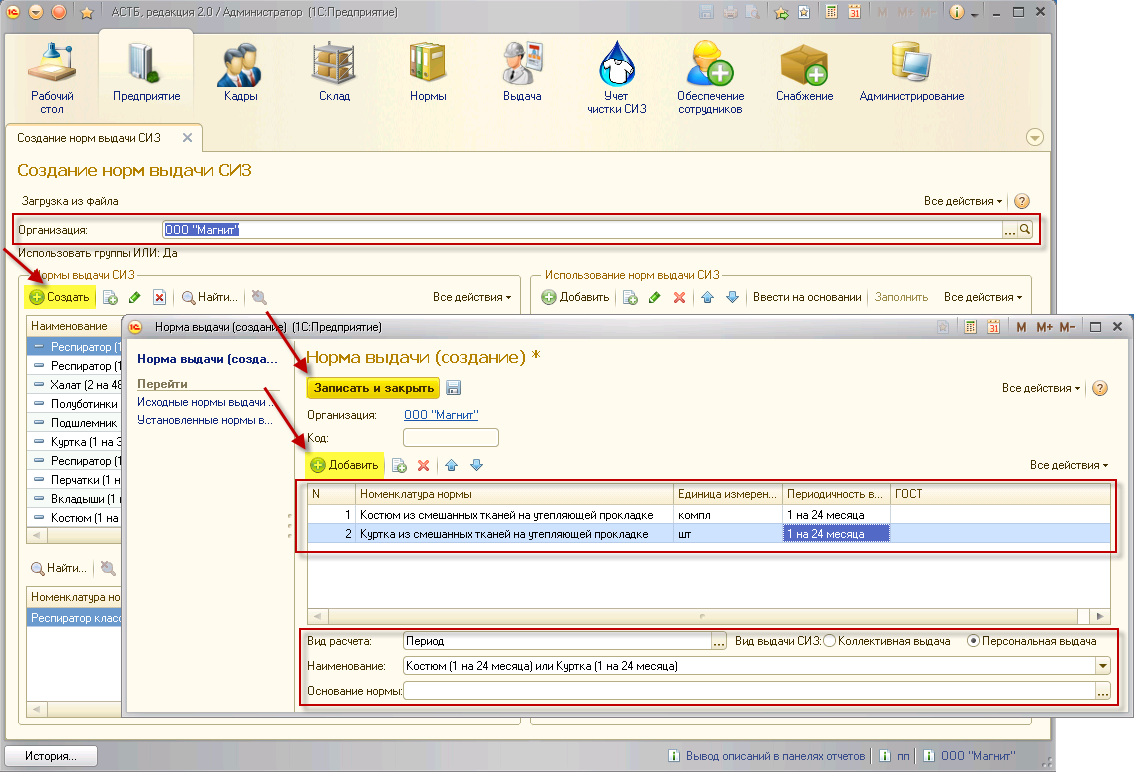 АСТБ, редакция 2.0 / Администратор (1С:Предприятие)
M M+ M-
Рабочий стол
Предприятие
Кадры
Склад
Нормы
Выдача
Учет чистки СИЗ
Обеспечение сотрудников
Снабжение
Администрирование
Создание норм выдачи СИЗ
Создание норм выдачи СИЗ
Загрузка из файла
Все действия
Организация: ООО "Магнит"
Использовать группы ИЛИ: Да
Нормы выдачи СИЗ
Использование норм выдачи СИЗ
Создать Найти... Все действия
Добавить Ввести на основании Заполнить Все действия
Наименование
Респиратор (1
Респиратор (1
Халат (2 на 48
Полуботинки
Подшлемник
Куртка (1 на 3
Респиратор (1
Перчатки (1 н
Вкладыши (1
Костюм (1 на
Найти...
Номенклатура но
Респиратор класс
Норма выдачи (создание) (1С:Предприятие)
M M+ M-
Норма выдачи (созда...
Перейти
Исходные нормы выдачи ...
Установленные нормы в...
Норма выдачи (создание) *
Записать и закрыть
Все действия
Организация: ООО "Магнит"
Код:
Добавить
Все действия
N Номенклатура нормы Единица измерен... Периодичность в... ГОСТ
1 Костюм из смешанных тканей на утепляющей прокладке компл 1 на 24 месяца
2 Куртка из смешанных тканей на утепляющей прокладке шт 1 на 24 месяца
Вид расчета: Период Вид выдачи СИЗ: Коллективная выдача Персональная выдача
Наименование: Костюм (1 на 24 месяца) или Куртка (1 на 24 месяца)
Основание нормы:
История...
Вывод описаний в панелях отчетов
пп
ООО "Магнит"